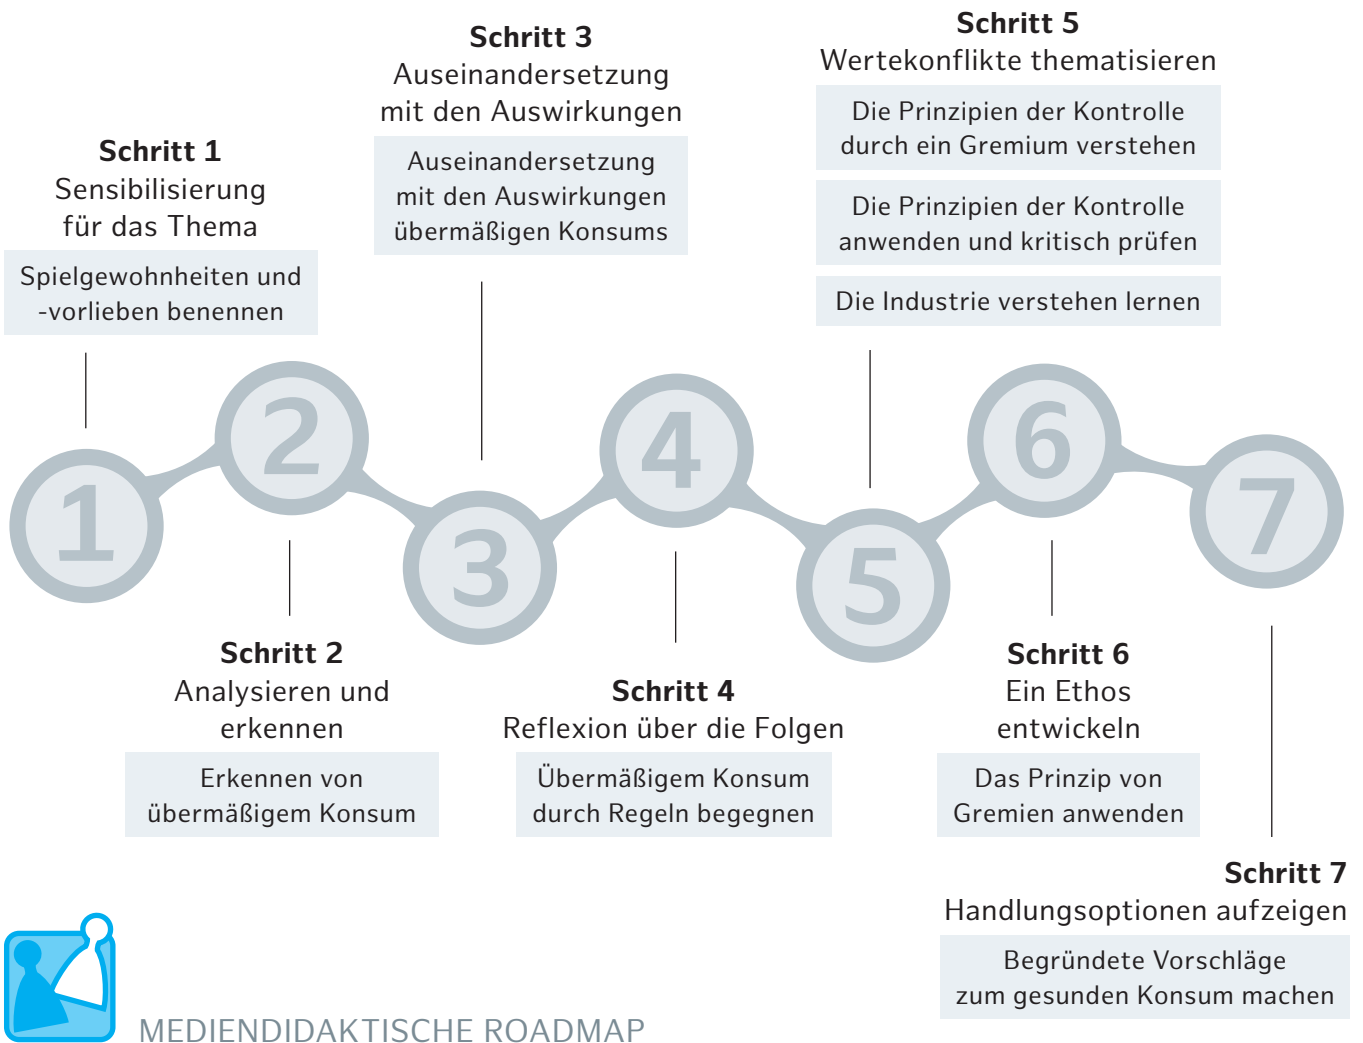 Schritt 1
Sensibilisierung
für das Thema
Spielgewohnheiten und
-vorlieben benennen
Schritt 3
Auseinandersetzung
mit den Auswirkungen
Auseinandersetzung
mit den Auswirkungen
übermäßigen Konsums
Schritt 5
Wertekonflikte thematisieren
Die Prinzipien der Kontrolle
durch ein Gremium verstehen
Die Prinzipien der Kontrolle
anwenden und kritisch prüfen
Die Industrie verstehen lernen
1
2
3
4
5
6
7
Schritt 2
Analysieren und
erkennen
Erkennen von
übermäßigem Konsum
Schritt 4
Reflexion über die Folgen
Übermäßigem Konsum
durch Regeln begegnen
Schritt 6
Ein Ethos
entwickeln
Das Prinzip von
Gremien anwenden
Schritt 7
Handlungsoptionen aufzeigen
Begründete Vorschläge
zum gesunden Konsum machen
MEDIENDIDAKTISCHE ROADMAP